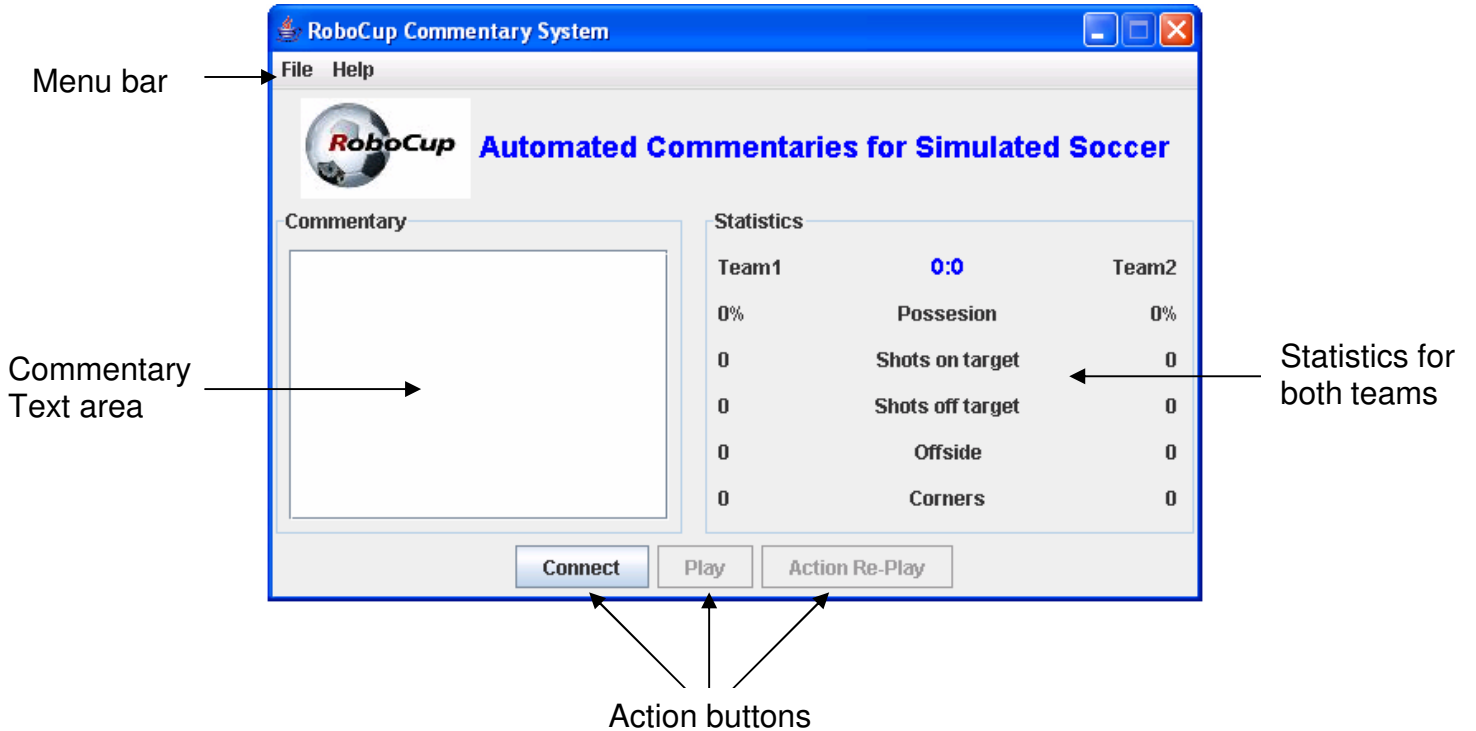 RoboCup Commentary System
Menu bar
File Help
RoboCup
Automated Commentaries for Simulated Soccer
Commentary
Statistics
Team1 0:0 Team2
0% Possesion 0%
0 Shots on target 0
0 Shots off target 0
0 Offside 0
0 Corners 0
Commentary
Text area
Statistics for
both teams
Connect Play Action Re-Play
Action buttons